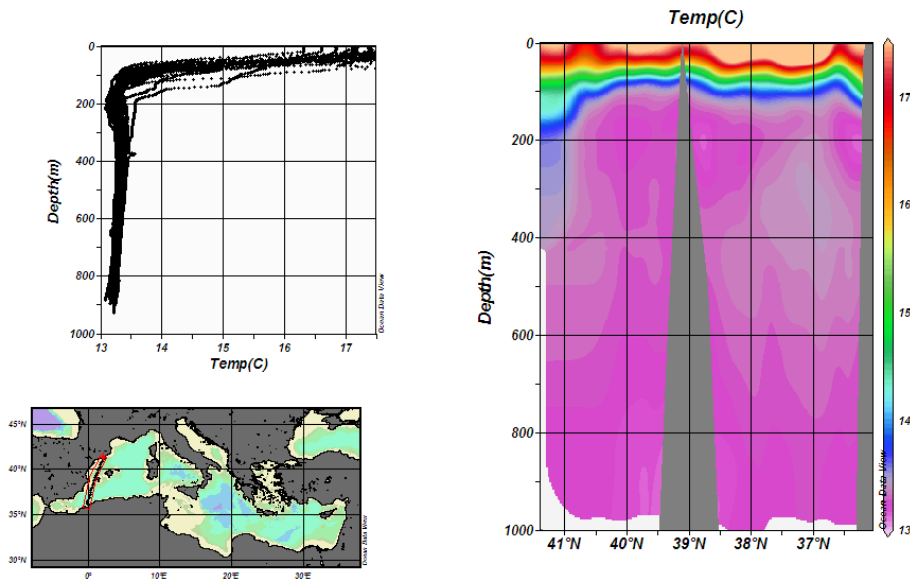 Temp(C)
0
200
400
600
800
1000
Depth(m)
13
14
15
16
17
Temp(C)
Ocean Data View
45°N
40°N
35°N
30°N
0°
10°E
20°E
30°E
Ocean Data View
0
200
400
600
800
1000
Depth(m)
41°N
40°N
39°N
38°N
37°N
17
16
15
14
13
Ocean Data View